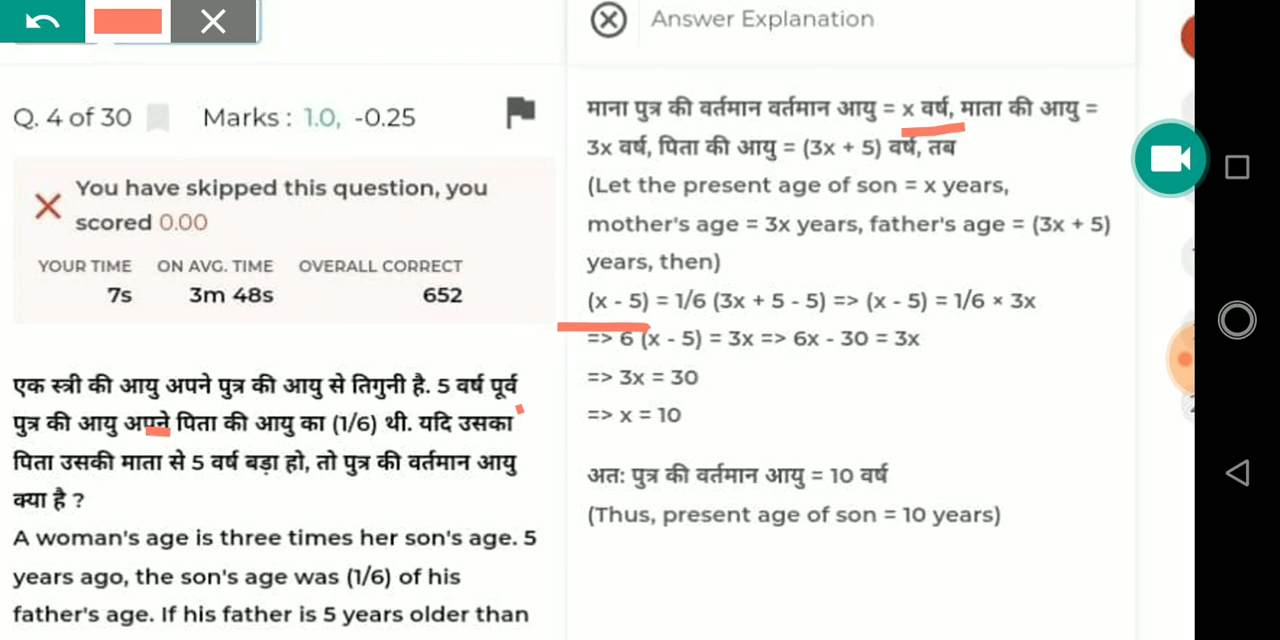 Answer Explanation
Q. 4 of 30 Marks : 1.0, -0.25
You have skipped this question, you
scored 0.00
YOUR TIME ON AVG. TIME OVERALL CORRECT
7s 3m 48s 652
एक स्त्री की आयु अपने पुत्र की आयु से तिगुनी है. 5 वर्ष पूर्व
पुत्र की आयु अपने पिता की आयु का (1/6) थी. यदि उसका
पिता उसकी माता से 5 वर्ष बड़ा हो, तो पुत्र की वर्तमान आयु
क्या है ?
A woman's age is three times her son's age. 5
years ago, the son's age was (1/6) of his
father's age. If his father is 5 years older than
माना पुत्र की वर्तमान वर्तमान आयु = x वर्ष, माता की आयु =
3x वर्ष, पिता की आयु = (3x + 5) वर्ष, तब
(Let the present age of son = x years,
mother's age = 3x years, father's age = (3x + 5)
years, then)
(x - 5) = 1/6 (3x + 5 - 5) => (x - 5) = 1/6 × 3x
=> 6 (x - 5) = 3x => 6x - 30 = 3x
=> 3x = 30
=> x = 10
अत: पुत्र की वर्तमान आयु = 10 वर्ष
(Thus, present age of son = 10 years)